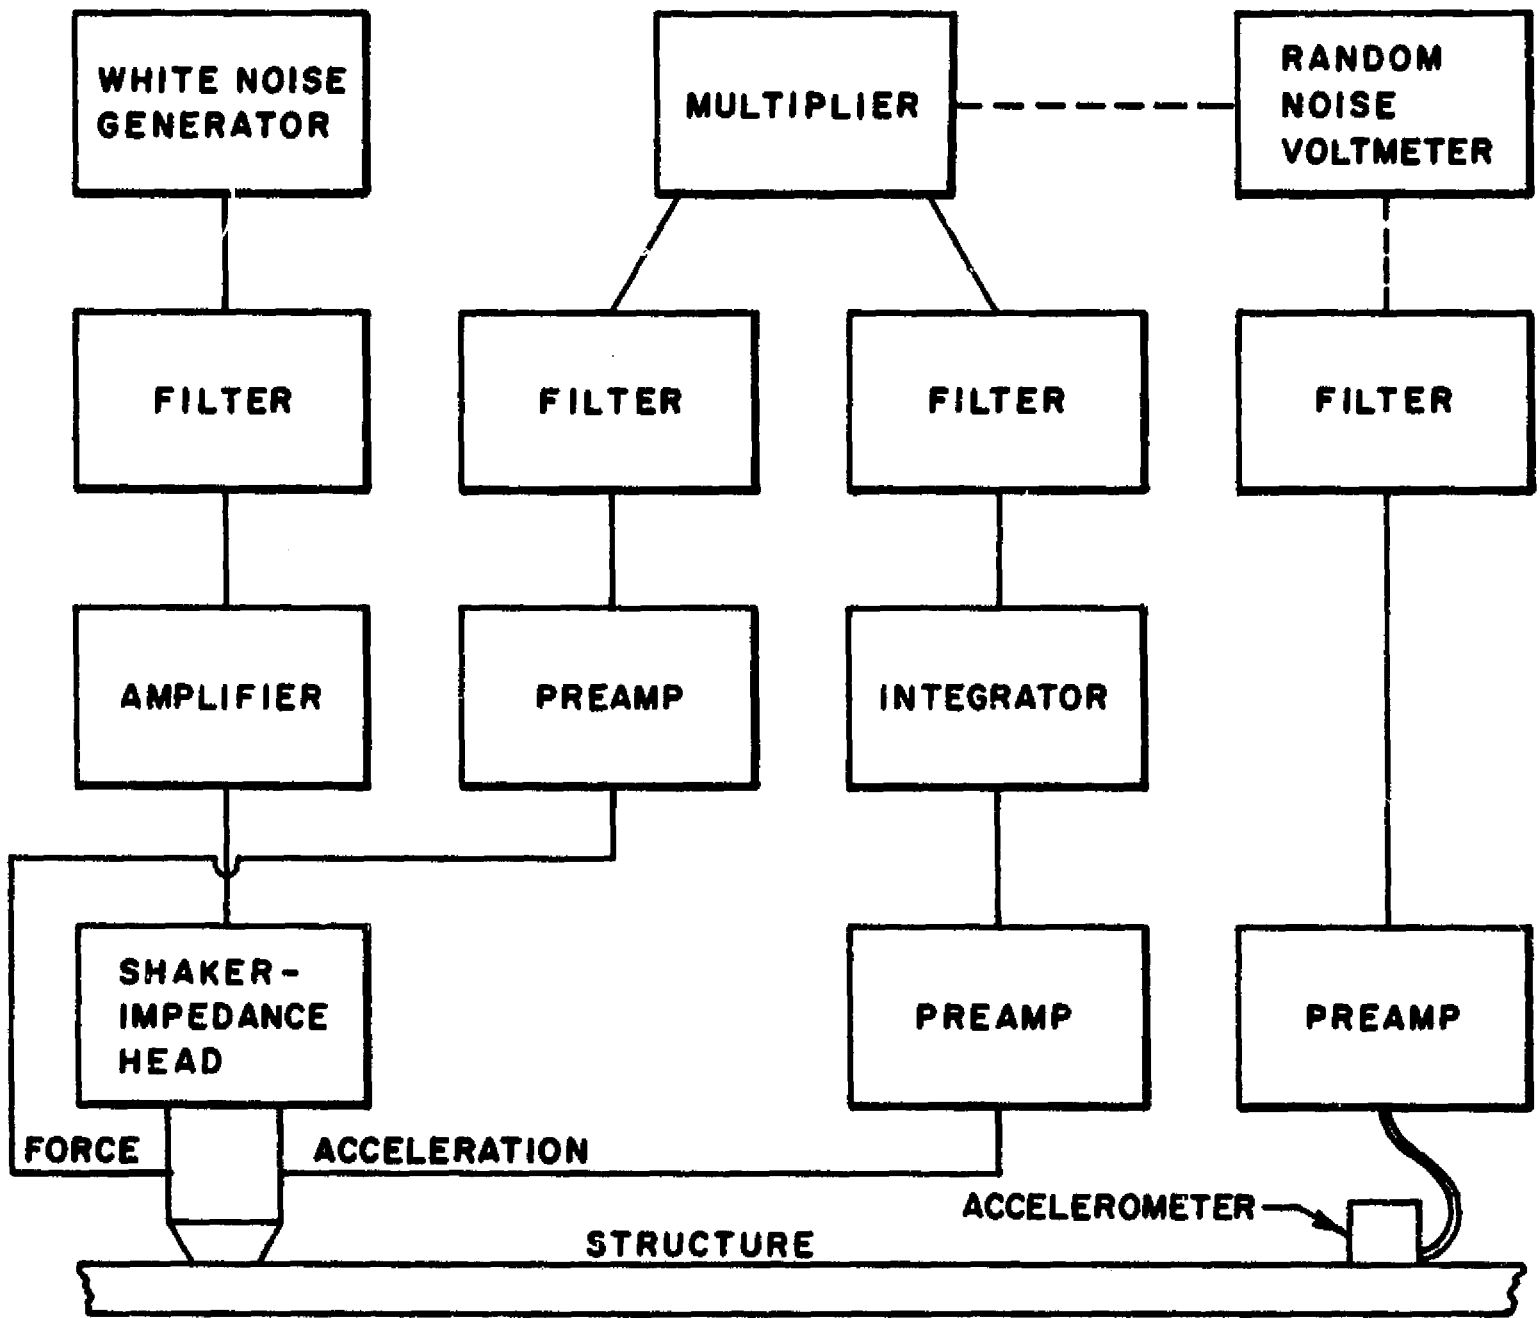 WHITE NOISE
GENERATOR
MULTIPLIER
RANDOM
NOISE
VOLTMETER
FILTER
FILTER
FILTER
FILTER
AMPLIFIER
PREAMP
INTEGRATOR
SHAKER-
IMPEDANCE
HEAD
PREAMP
PREAMP
FORCE
ACCELERATION
ACCELEROMETER
STRUCTURE